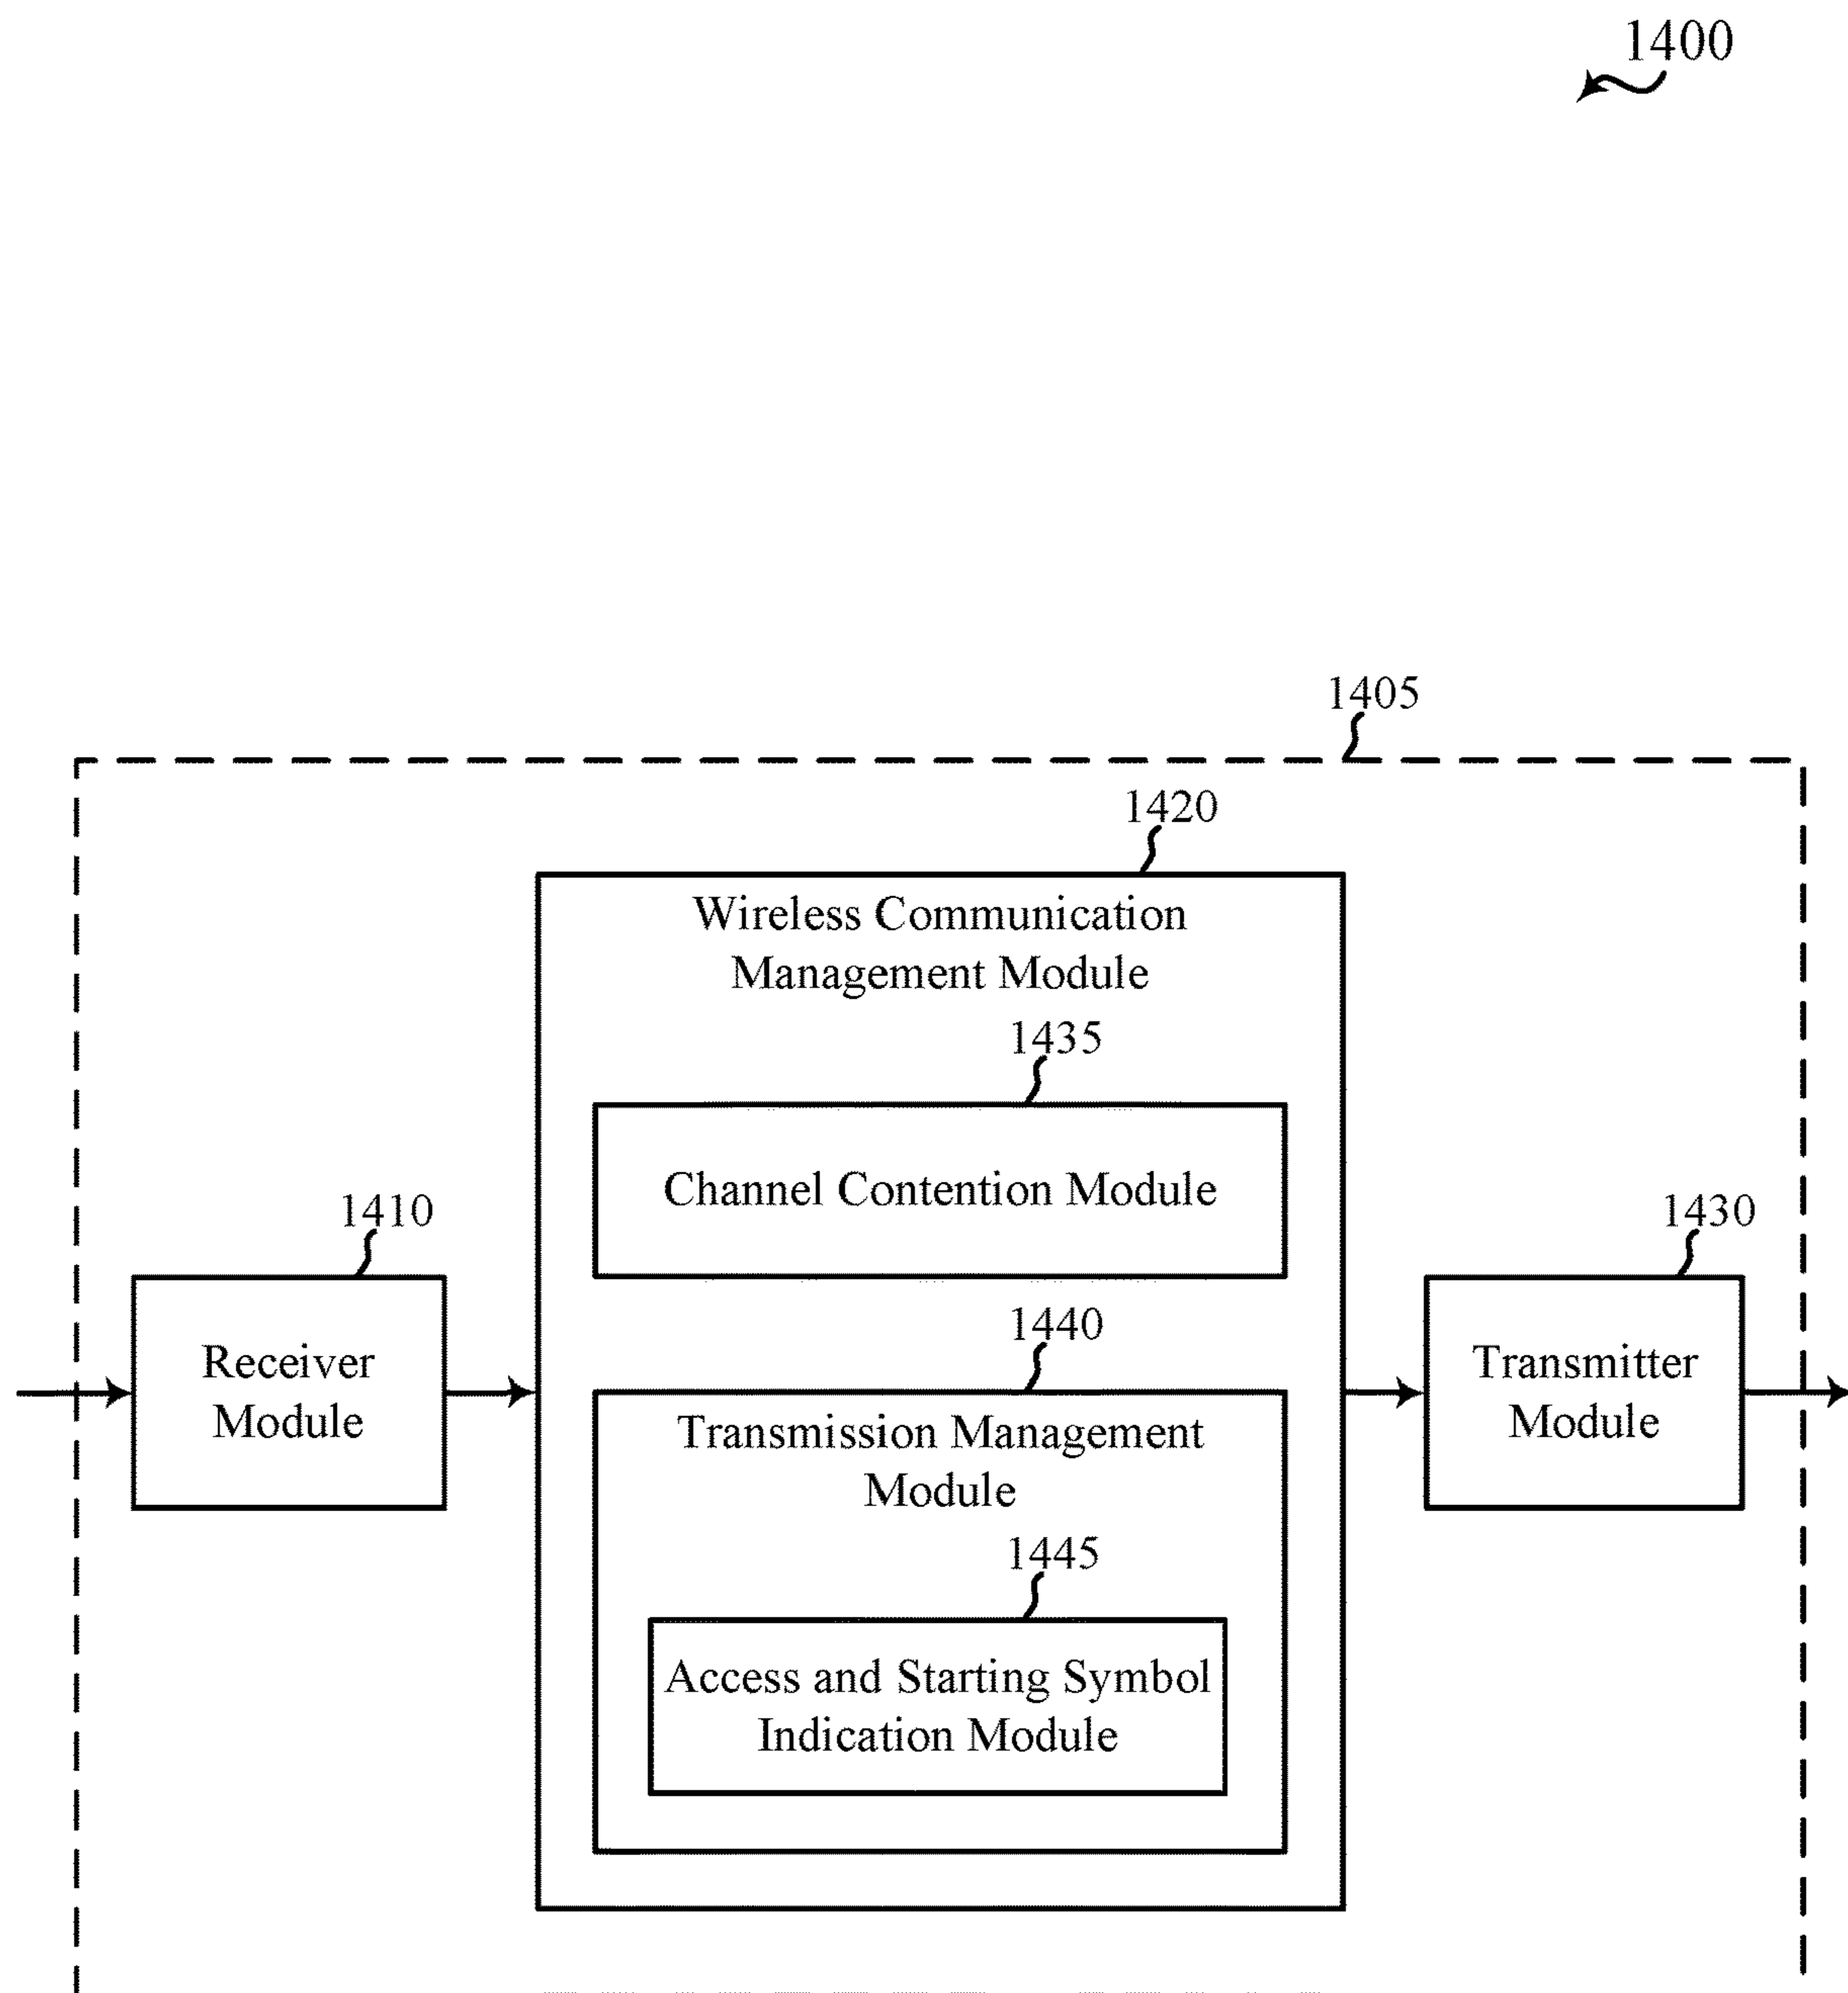 1400
1405
1420
Wireless Communication
Management Module
1435
Channel Contention Module
1410
Receiver
Module
1440
Transmission Management
Module
1445
Access and Starting Symbol
Indication Module
1430
Transmitter
Module